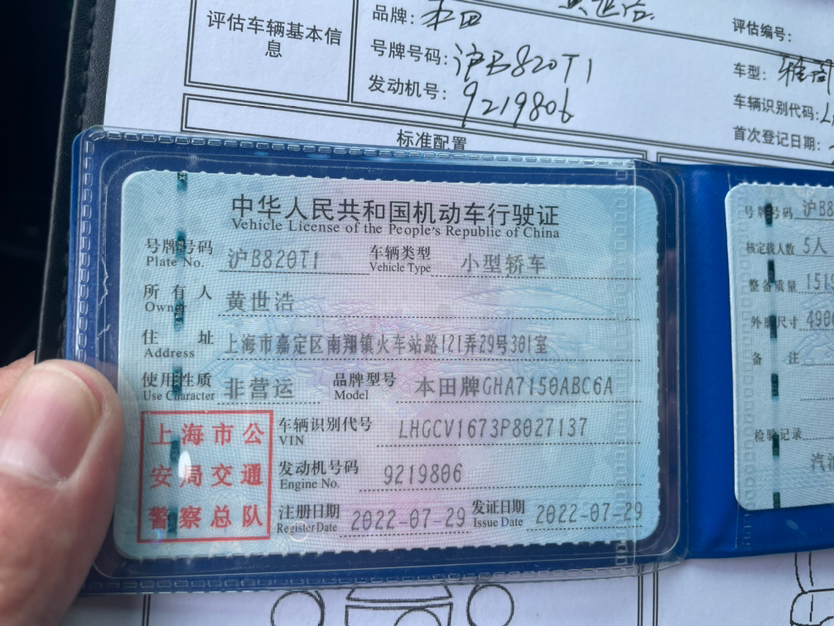 评估车辆基本信息
品牌: 本田
号牌号码: 沪B820T1
发动机号: 9219806
评估编号:
车型:
车辆识别代码:
首次登记日期:
标准配置
中华人民共和国机动车行驶证
Vehicle License of the People's Republic of China
号牌号码 Plate No. 沪B820T1 车辆类型 Vehicle Type 小型轿车
所有人 Owner 黄世浩
住址 Address 上海市嘉定区南翔镇火车站路121弄29号301室
使用性质 Use Character 非营运 品牌型号 Model 本田牌GHA7150ABC6A
上海市公安局交通警察总队
车辆识别代号 VIN LHGCV1673P8027137
发动机号码 Engine No. 9219806
注册日期 Register Date 2022-07-29 发证日期 Issue Date 2022-07-29
号牌号码 沪B8
核定载人数 5人
整备质量 151
外廓尺寸 490
备注
检验记录